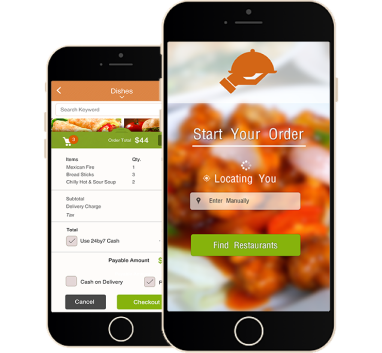 Dishes
Search Keyword
3
Order Total $44
Items Qty.
Mexican Fire 1
Bread Sticks 3
Chilly Hot & Sour Soup 2
Subtotal
Delivery Charge
Tax
Total
Use 24by7 Cash
Payable Amount $
Cash on Delivery
Cancel Checkout
Start Your Order
Locating You
Enter Manually
Find Restaurants